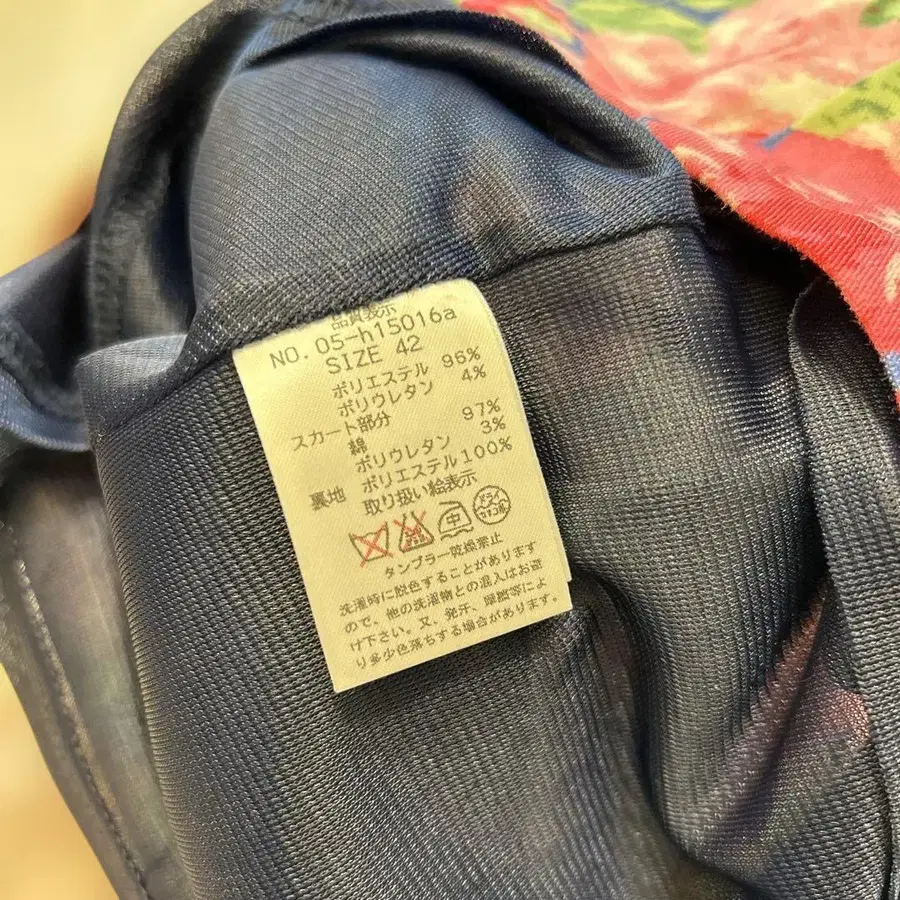 品質表示
NO. 05-h15016a
SIZE 42
ポリエステル 96%
ポリウレタン 4%
スカート部分
綿 97%
ポリウレタン 3%
裏地 ポリエステル100%
取り扱い絵表示
中 ドライ
タンブラー乾燥禁止
洗濯時に脱色することがあります
ので、他の洗濯物との混入はお避
け下さい。又、発汗、摩擦等によ
り多少色落ちする場合があります。